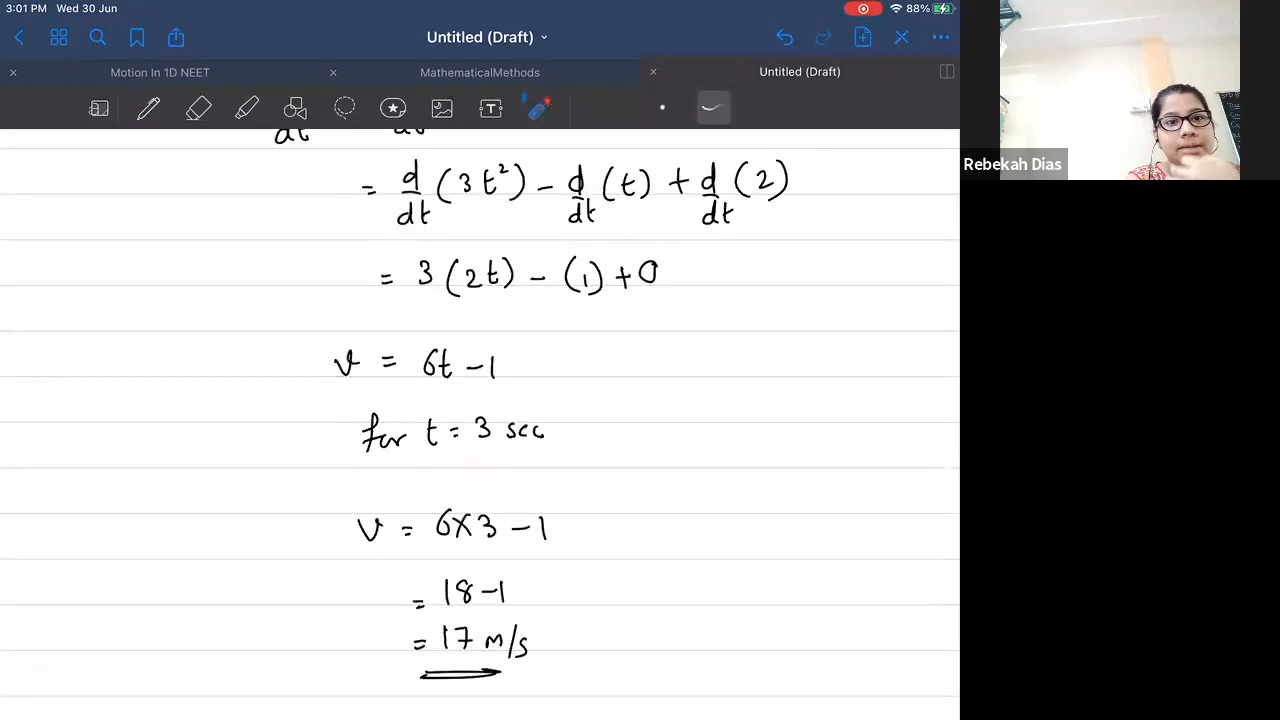 3:01 PM Wed 30 Jun
88%
Untitled (Draft)
Motion In 1D NEET
MathematicalMethods
Untitled (Draft)
T
Rebekah Dias
dt
= d/dt (3t²) - d/dt (t) + d/dt (2)
= 3 (2t) - (1) + 0
v = 6t - 1
for t = 3 sec
v = 6×3 - 1
= 18 - 1
= 17 m/s